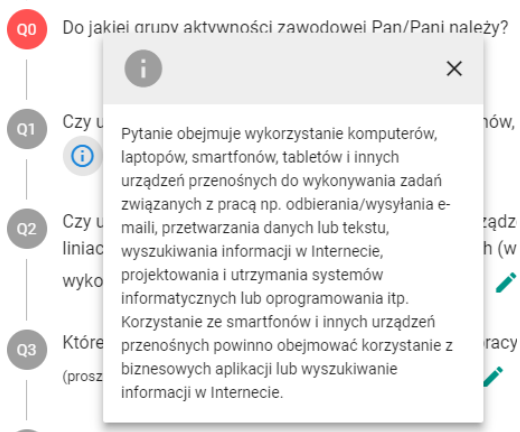 Q0 Do jakiej grupy aktywności zawodowej Pan/Pani należy?
i
Q1 Czy u
Pytanie obejmuje wykorzystanie komputerów,
laptopów, smartfonów, tabletów i innych
urządzeń przenośnych do wykonywania zadań
związanych z pracą np. odbierania/wysyłania e-
maili, przetwarzania danych lub tekstu,
wyszukiwania informacji w Internecie,
projektowania i utrzymania systemów
informatycznych lub oprogramowania itp.
Korzystanie ze smartfonów i innych urządzeń
przenośnych powinno obejmować korzystanie z
biznesowych aplikacji lub wyszukiwanie
informacji w Internecie.
Q2 Czy u
liniac
h (w
wyko
Q3 Które
pracy
(prosz